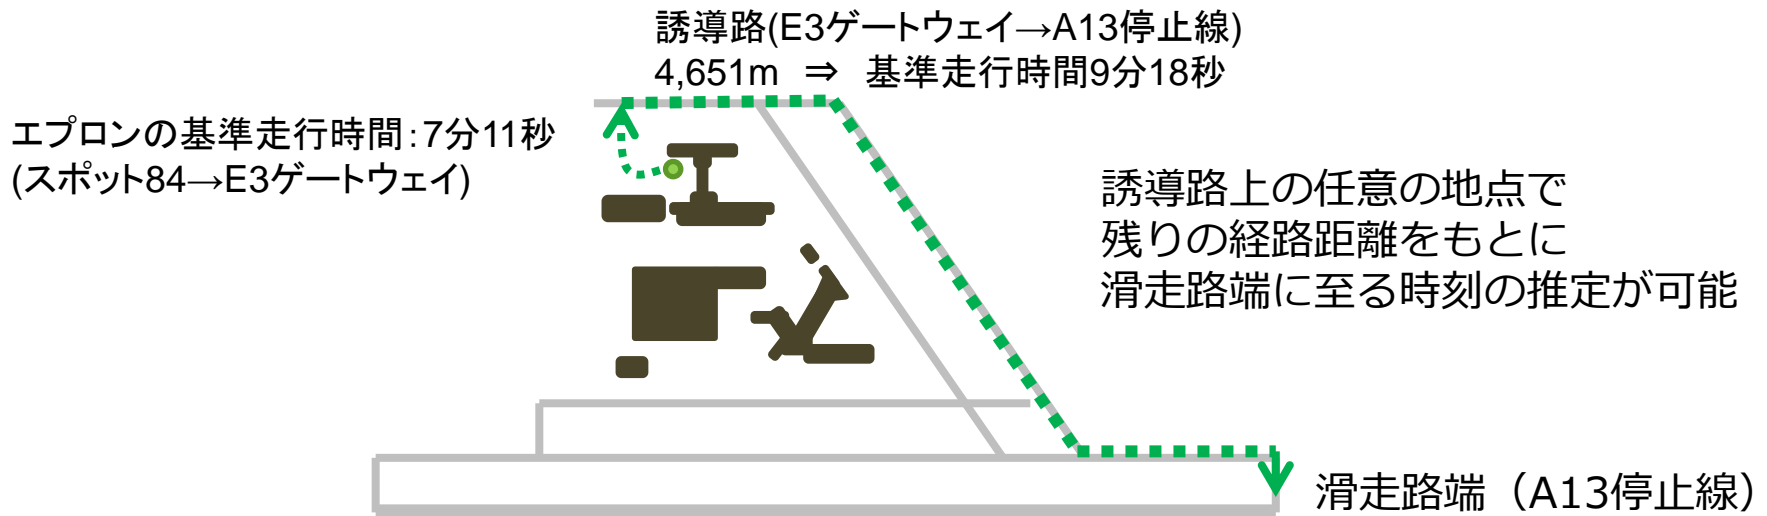 誘導路(E3ゲートウェイ→A13停止線)
4,651m ⇒ 基準走行時間9分18秒
エプロンの基準走行時間:7分11秒
(スポット84→E3ゲートウェイ)
誘導路上の任意の地点で
残りの経路距離をもとに
滑走路端に至る時刻の推定が可能
滑走路端（A13停止線）